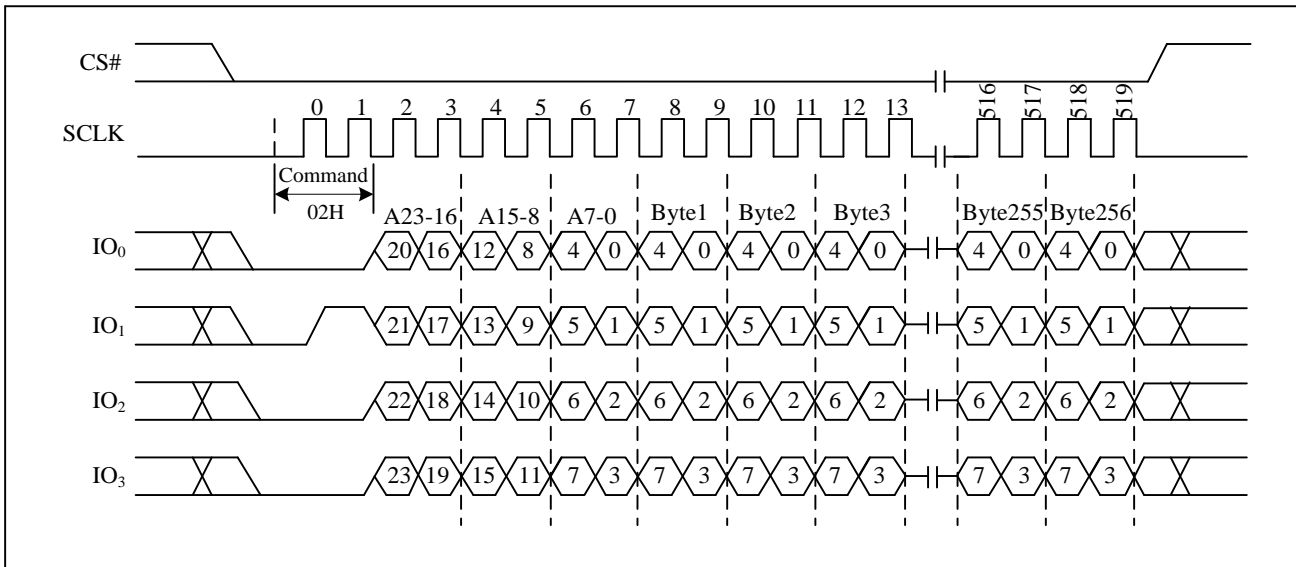 CS#
0 1 2 3 4 5 6 7 8 9 10 11 12 13 516 517 518 519
SCLK
Command
02H
A23-16 A15-8 A7-0 Byte1 Byte2 Byte3 Byte255 Byte256
IO0 20 16 12 8 4 0 4 0 4 0 4 0 4 0 4 0
IO1 21 17 13 9 5 1 5 1 5 1 5 1 5 1 5 1
IO2 22 18 14 10 6 2 6 2 6 2 6 2 6 2 6 2
IO3 23 19 15 11 7 3 7 3 7 3 7 3 7 3 7 3